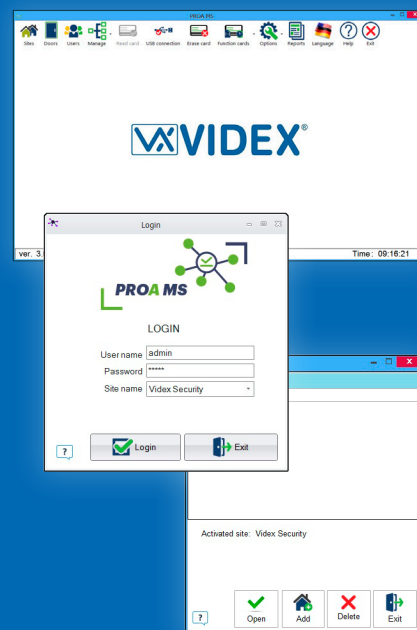 PROA MS
Sites Doors Users Manage Read card USB connection Erase card Function cards Options Reports Language Help Exit
VIDEX®
ver. 3. Time: 09:16:21
Login
PROA MS
LOGIN
User name admin
Password *****
Site name Videx Security
? Login Exit
Activated site: Videx Security
? Open Add Delete Exit